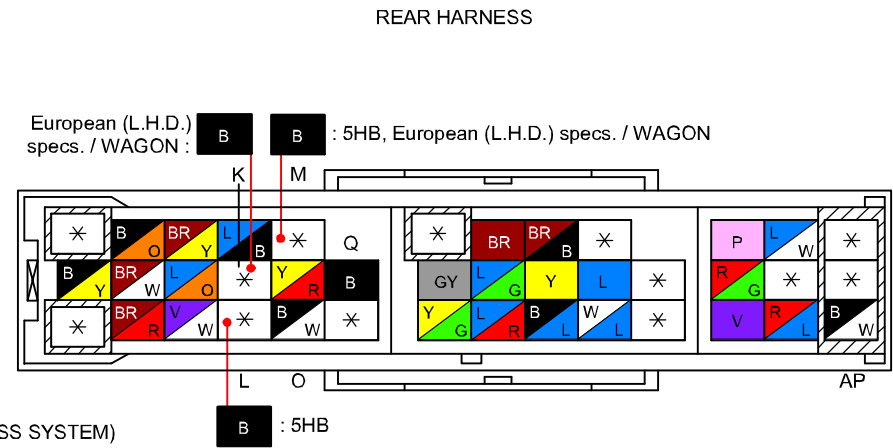 REAR HARNESS
European (L.H.D.)
specs. / WAGON :
B
B
: 5HB, European (L.H.D.) specs. / WAGON
K
M
* B O BR Y L B * Q * BR BR B * P L W *
B Y BR W L O * Y R B GY L G Y L * R G * *
* BR R V W * B W * Y G L R B L W L * V R L B W
L
O
AP
B
: 5HB
SS SYSTEM)